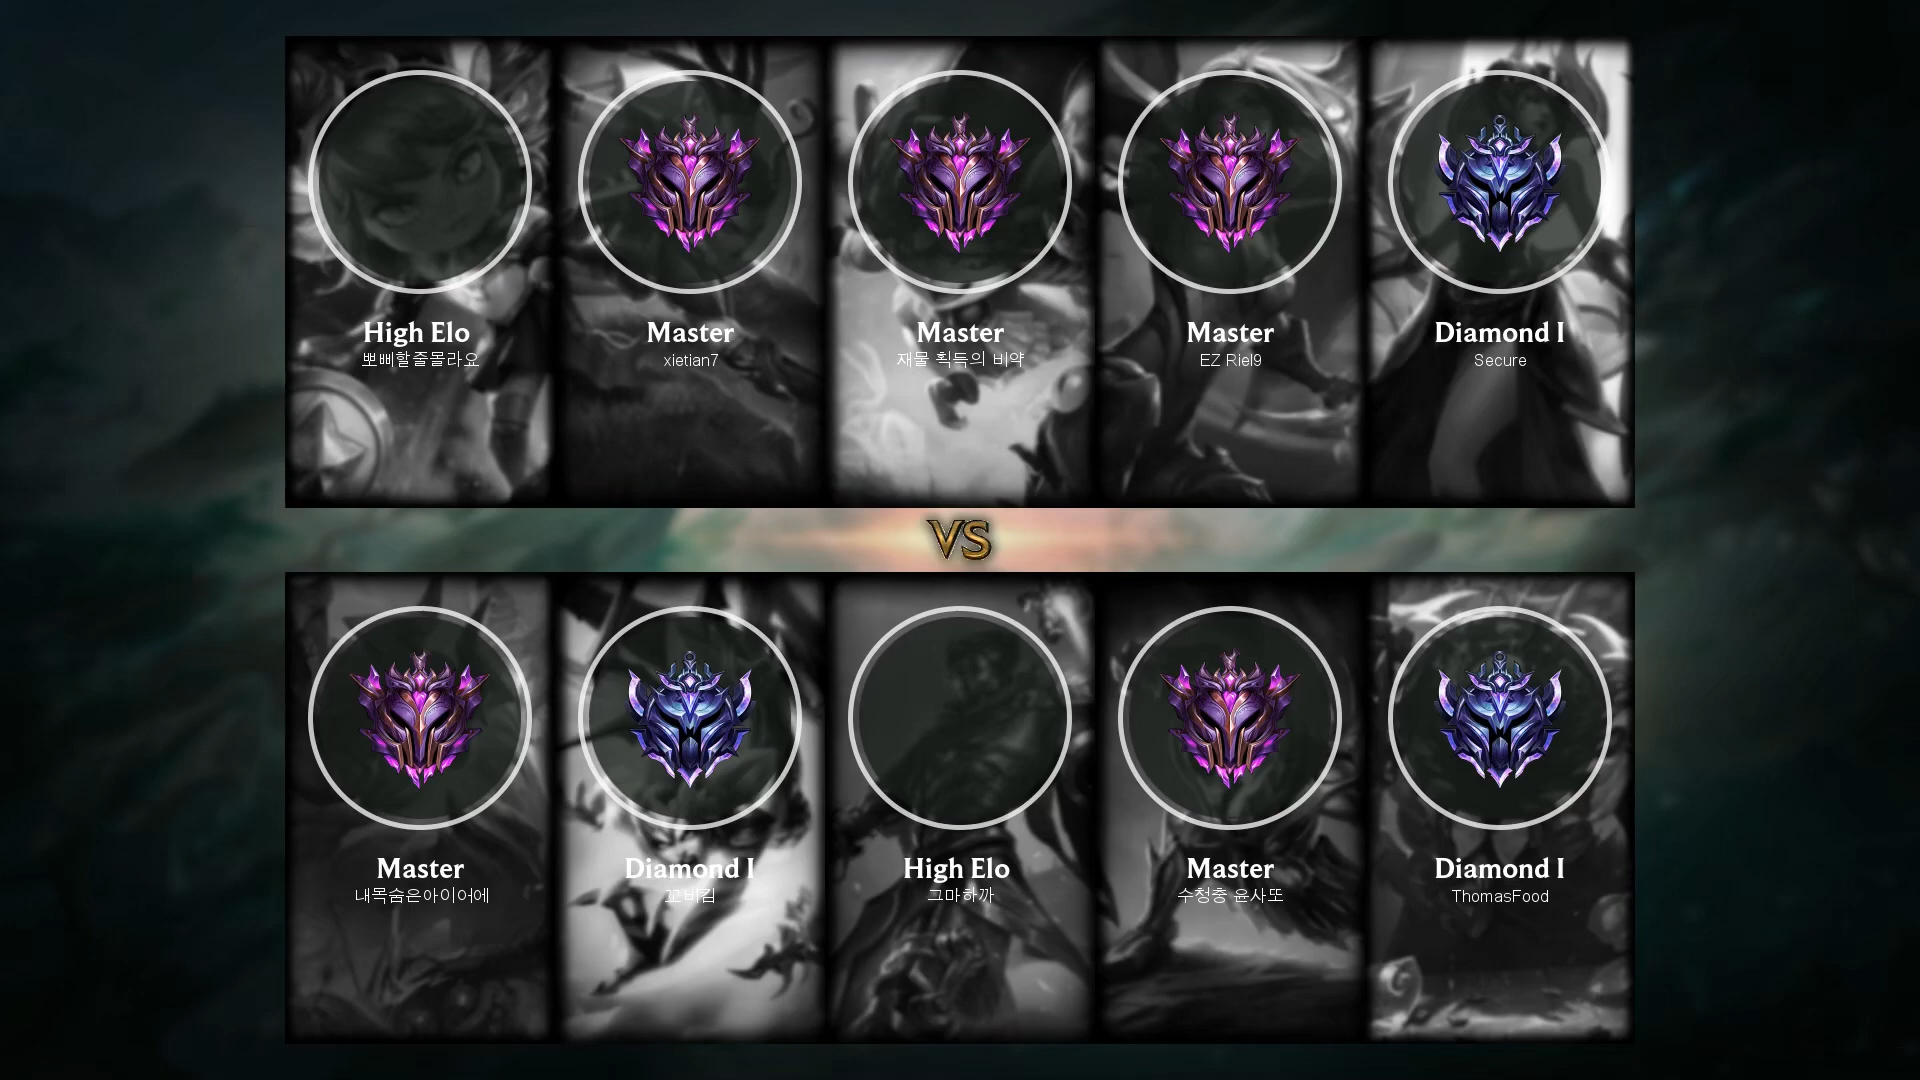 High Elo
뽀삐할줄몰라요
Master
xietian7
Master
재물 획득의 비약
Master
EZ Riel9
Diamond I
Secure
VS
Master
내목숨은아이어에
Diamond I
꼬비킴
High Elo
그마하까
Master
수청충 윤사또
Diamond I
ThomasFood